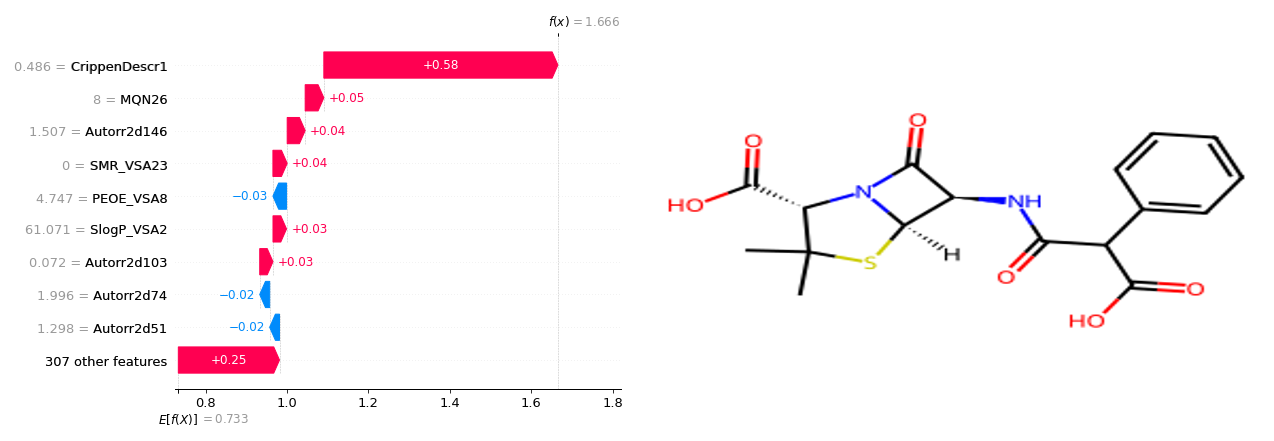 f(x) = 1.666
0.486 = CrippenDescr1
+0.58
8 = MQN26
+0.05
1.507 = Autorr2d146
+0.04
0 = SMR_VSA23
+0.04
4.747 = PEOE_VSA8
−0.03
61.071 = SlogP_VSA2
+0.03
0.072 = Autorr2d103
+0.03
1.996 = Autorr2d74
−0.02
1.298 = Autorr2d51
−0.02
307 other features
+0.25
0.8 1.0 1.2 1.4 1.6 1.8
E[f(X)] = 0.733
O
O
HO
N
NH
H
S
O
O
HO